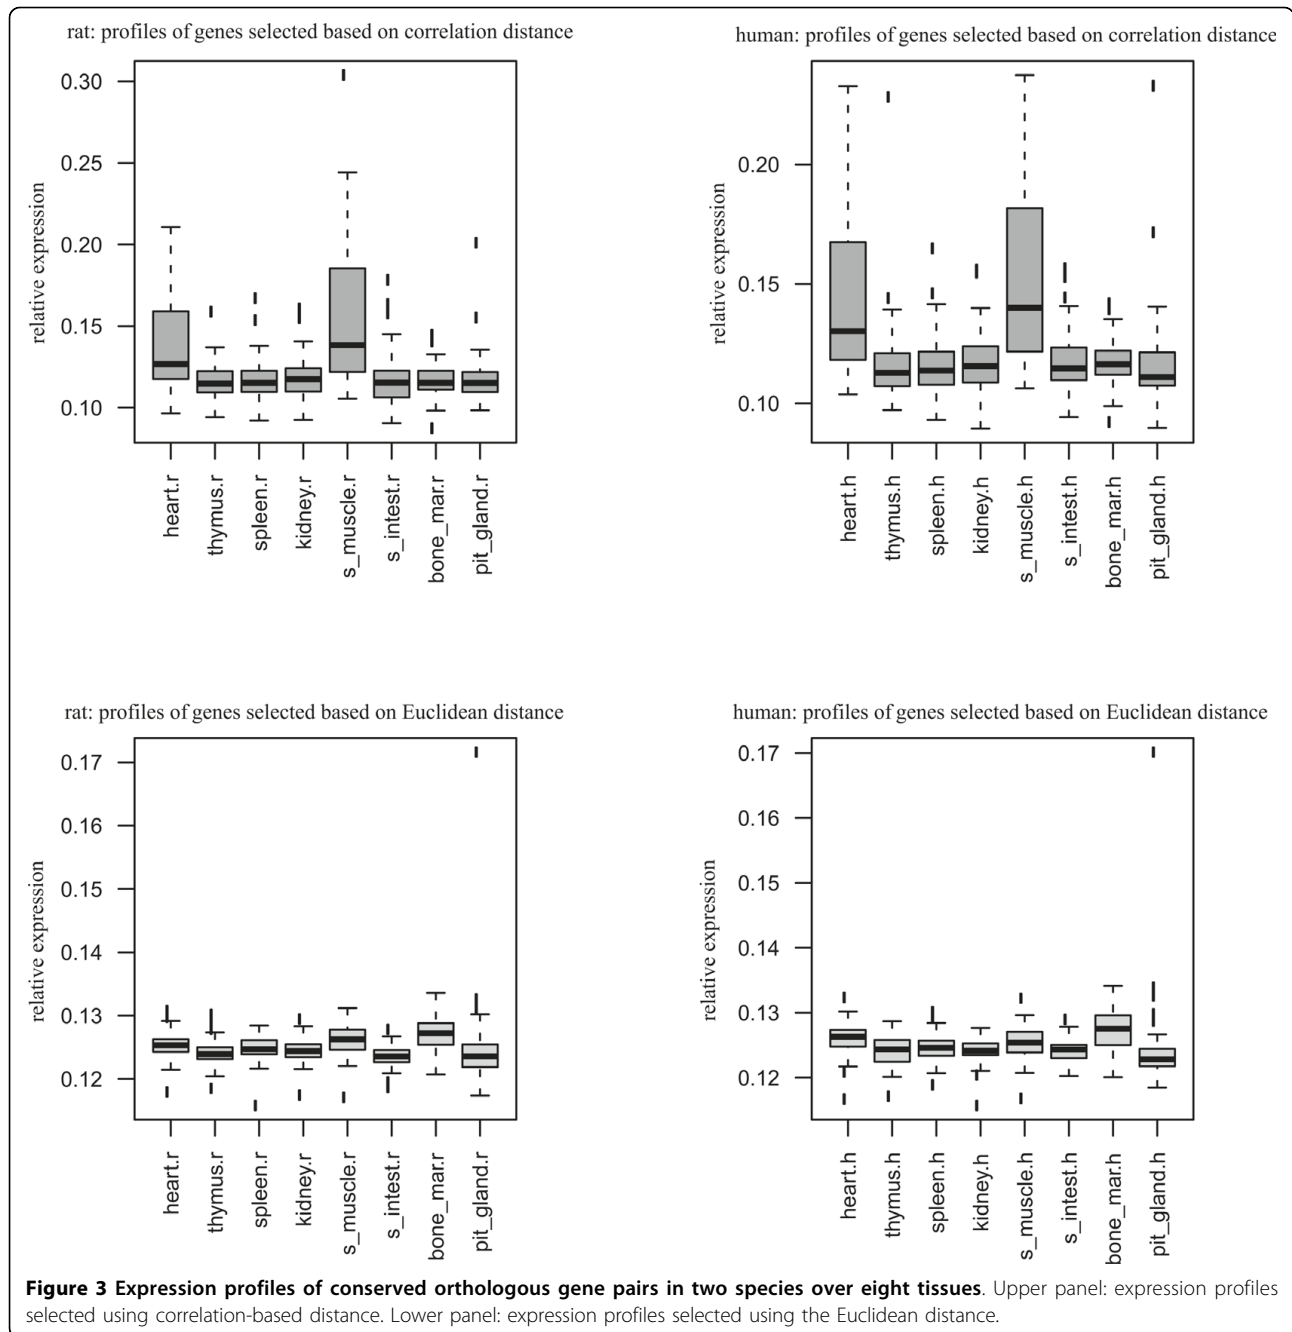 rat: profiles of genes selected based on correlation distance
relative expression
0.30
0.25
0.20
0.15
0.10
heart.r
thymus.r
spleen.r
kidney.r
s_muscle.r
s_intest.r
bone_mar.r
pit_gland.r
human: profiles of genes selected based on correlation distance
relative expression
0.20
0.15
0.10
heart.h
thymus.h
spleen.h
kidney.h
s_muscle.h
s_intest.h
bone_mar.h
pit_gland.h
rat: profiles of genes selected based on Euclidean distance
relative expression
0.17
0.16
0.15
0.14
0.13
0.12
heart.r
thymus.r
spleen.r
kidney.r
s_muscle.r
s_intest.r
bone_mar.r
pit_gland.r
human: profiles of genes selected based on Euclidean distance
relative expression
0.17
0.16
0.15
0.14
0.13
0.12
heart.h
thymus.h
spleen.h
kidney.h
s_muscle.h
s_intest.h
bone_mar.h
pit_gland.h
Figure 3 Expression profiles of conserved orthologous gene pairs in two species over eight tissues. Upper panel: expression profiles
selected using correlation-based distance. Lower panel: expression profiles selected using the Euclidean distance.